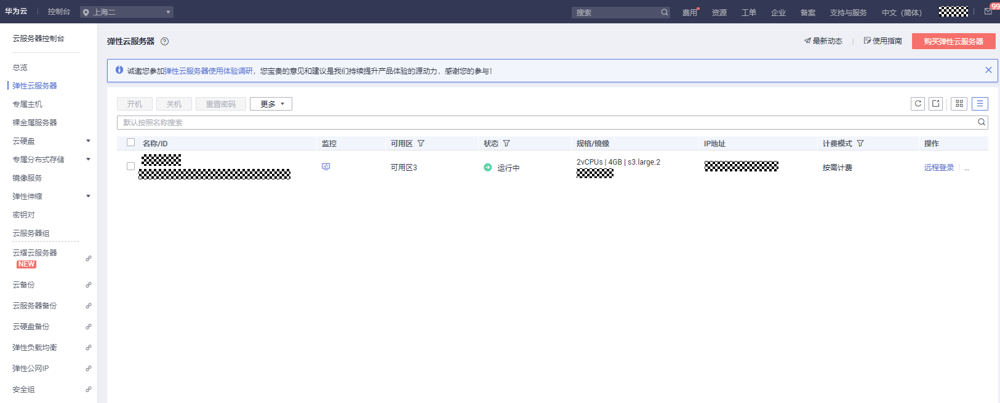 华为云 控制台 上海二 搜索 费用 资源 工单 企业 备案 支持与服务 中文（简体） 99
云服务器控制台
总览
弹性云服务器
专属主机
裸金属服务器
云硬盘
专属分布式存储
镜像服务
弹性伸缩
密钥对
云服务器组
云耀云服务器
NEW
云备份
云服务器备份
云硬盘备份
弹性负载均衡
弹性公网IP
安全组
弹性云服务器 最新动态 使用指南 购买弹性云服务器
诚邀您参加弹性云服务器使用体验调研，您宝贵的意见和建议是我们持续提升产品体验的源动力，感谢您的参与！
开机 关机 重置密码 更多
默认按照名称搜索
名称/ID 监控 可用区 状态 规格/镜像 IP地址 计费模式 操作
可用区3 运行中 2vCPUs | 4GB | s3.large.2 按需计费 远程登录 ...